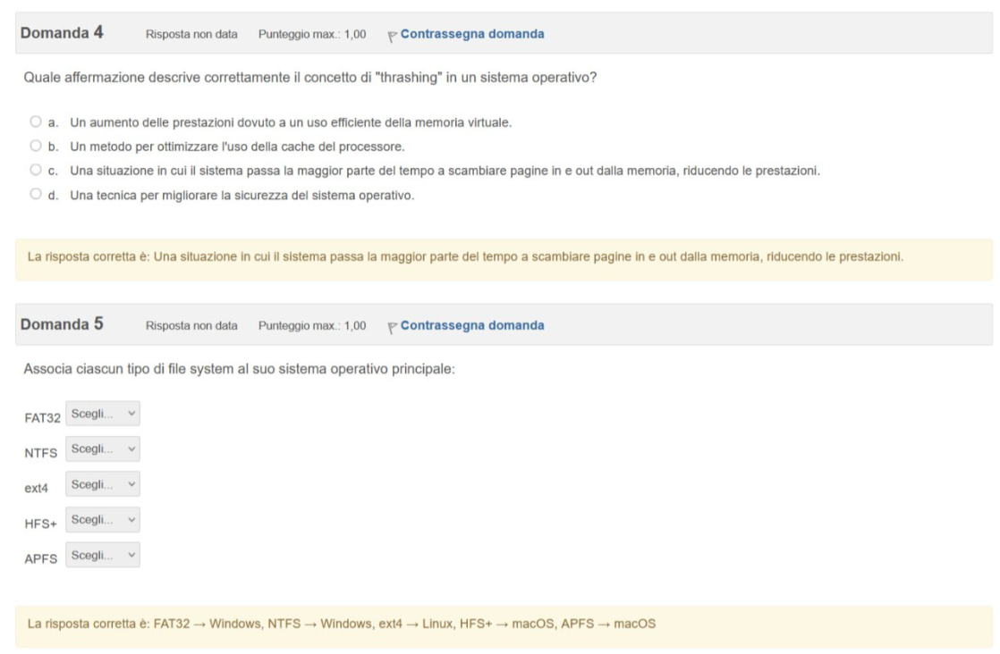 Domanda 4 Risposta non data Punteggio max.: 1,00 Contrassegna domanda
Quale affermazione descrive correttamente il concetto di "thrashing" in un sistema operativo?
a. Un aumento delle prestazioni dovuto a un uso efficiente della memoria virtuale.
b. Un metodo per ottimizzare l'uso della cache del processore.
c. Una situazione in cui il sistema passa la maggior parte del tempo a scambiare pagine in e out dalla memoria, riducendo le prestazioni.
d. Una tecnica per migliorare la sicurezza del sistema operativo.
La risposta corretta è: Una situazione in cui il sistema passa la maggior parte del tempo a scambiare pagine in e out dalla memoria, riducendo le prestazioni.
Domanda 5 Risposta non data Punteggio max.: 1,00 Contrassegna domanda
Associa ciascun tipo di file system al suo sistema operativo principale:
FAT32 Scegli...
NTFS Scegli...
ext4 Scegli...
HFS+ Scegli...
APFS Scegli...
La risposta corretta è: FAT32 → Windows, NTFS → Windows, ext4 → Linux, HFS+ → macOS, APFS → macOS